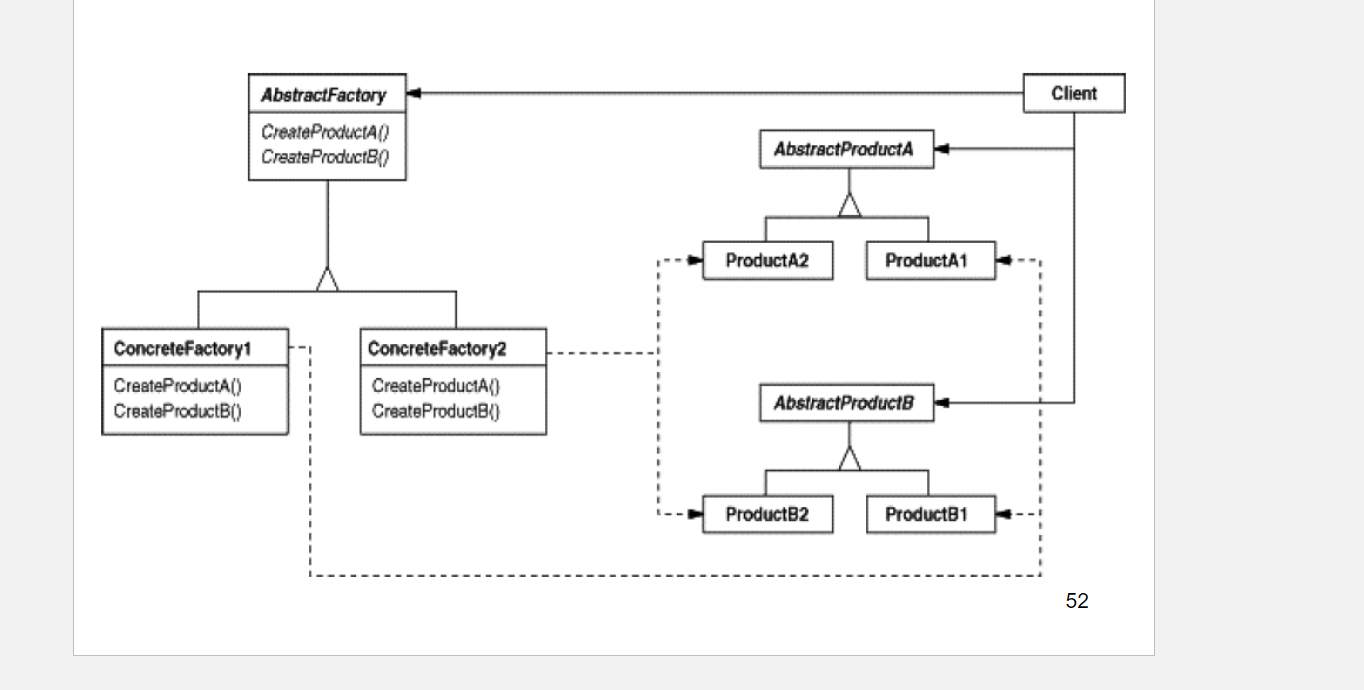 AbstractFactory
CreateProductA()
CreateProductB()
Client
AbstractProductA
ProductA2
ProductA1
ConcreteFactory1
CreateProductA()
CreateProductB()
ConcreteFactory2
CreateProductA()
CreateProductB()
AbstractProductB
ProductB2
ProductB1
52